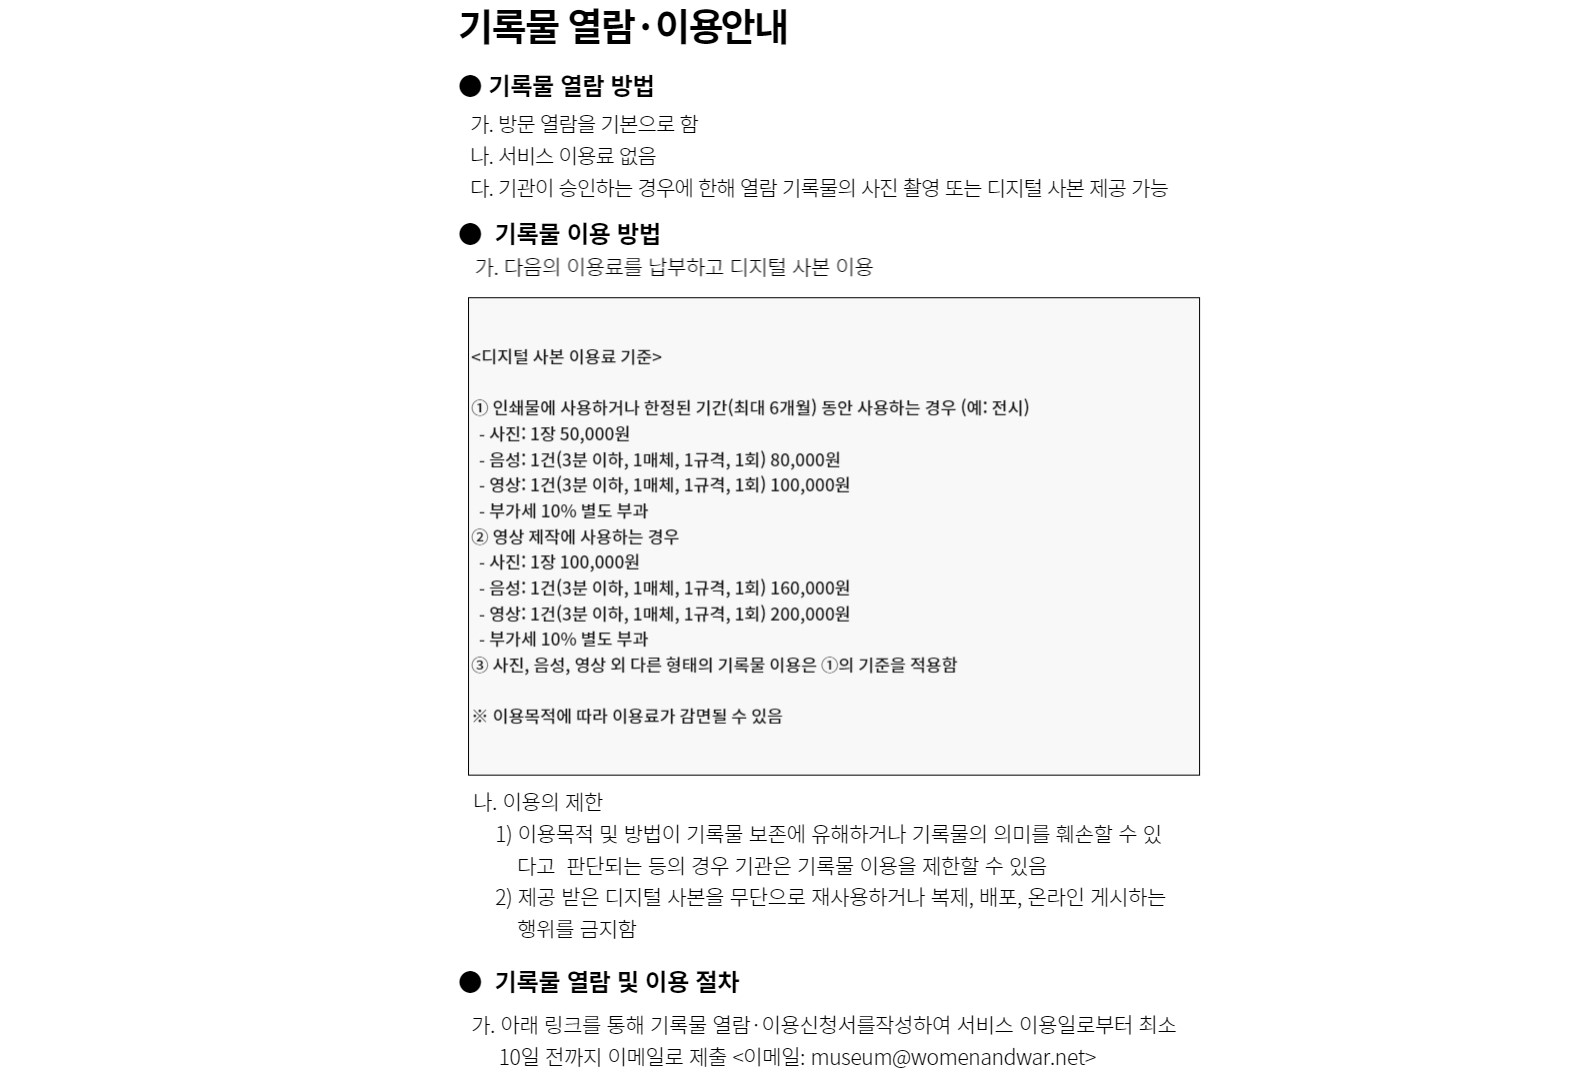 기록물 열람·이용안내
● 기록물 열람 방법
가. 방문 열람을 기본으로 함
나. 서비스 이용료 없음
다. 기관이 승인하는 경우에 한해 열람 기록물의 사진 촬영 또는 디지털 사본 제공 가능
● 기록물 이용 방법
가. 다음의 이용료를 납부하고 디지털 사본 이용
<디지털 사본 이용료 기준>
① 인쇄물에 사용하거나 한정된 기간(최대 6개월) 동안 사용하는 경우 (예: 전시)
- 사진: 1장 50,000원
- 음성: 1건(3분 이하, 1매체, 1규격, 1회) 80,000원
- 영상: 1건(3분 이하, 1매체, 1규격, 1회) 100,000원
- 부가세 10% 별도 부과
② 영상 제작에 사용하는 경우
- 사진: 1장 100,000원
- 음성: 1건(3분 이하, 1매체, 1규격, 1회) 160,000원
- 영상: 1건(3분 이하, 1매체, 1규격, 1회) 200,000원
- 부가세 10% 별도 부과
③ 사진, 음성, 영상 외 다른 형태의 기록물 이용은 ①의 기준을 적용함
※ 이용목적에 따라 이용료가 감면될 수 있음
나. 이용의 제한
1) 이용목적 및 방법이 기록물 보존에 유해하거나 기록물의 의미를 훼손할 수 있
다고 판단되는 등의 경우 기관은 기록물 이용을 제한할 수 있음
2) 제공 받은 디지털 사본을 무단으로 재사용하거나 복제, 배포, 온라인 게시하는
행위를 금지함
● 기록물 열람 및 이용 절차
가. 아래 링크를 통해 기록물 열람·이용신청서를작성하여 서비스 이용일로부터 최소
10일 전까지 이메일로 제출 <이메일: museum@womenandwar.net>